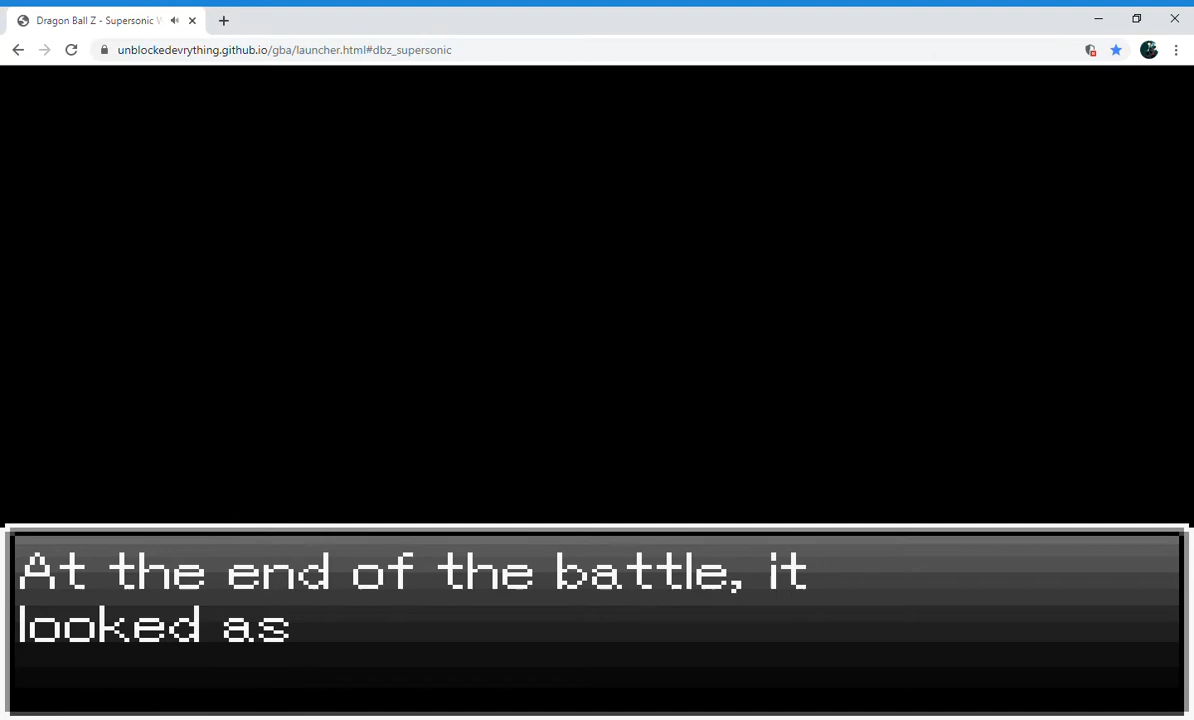 Dragon Ball Z - Supersonic W
unblockedevrything.github.io/gba/launcher.html#dbz_supersonic
At the end of the battle, it
looked as